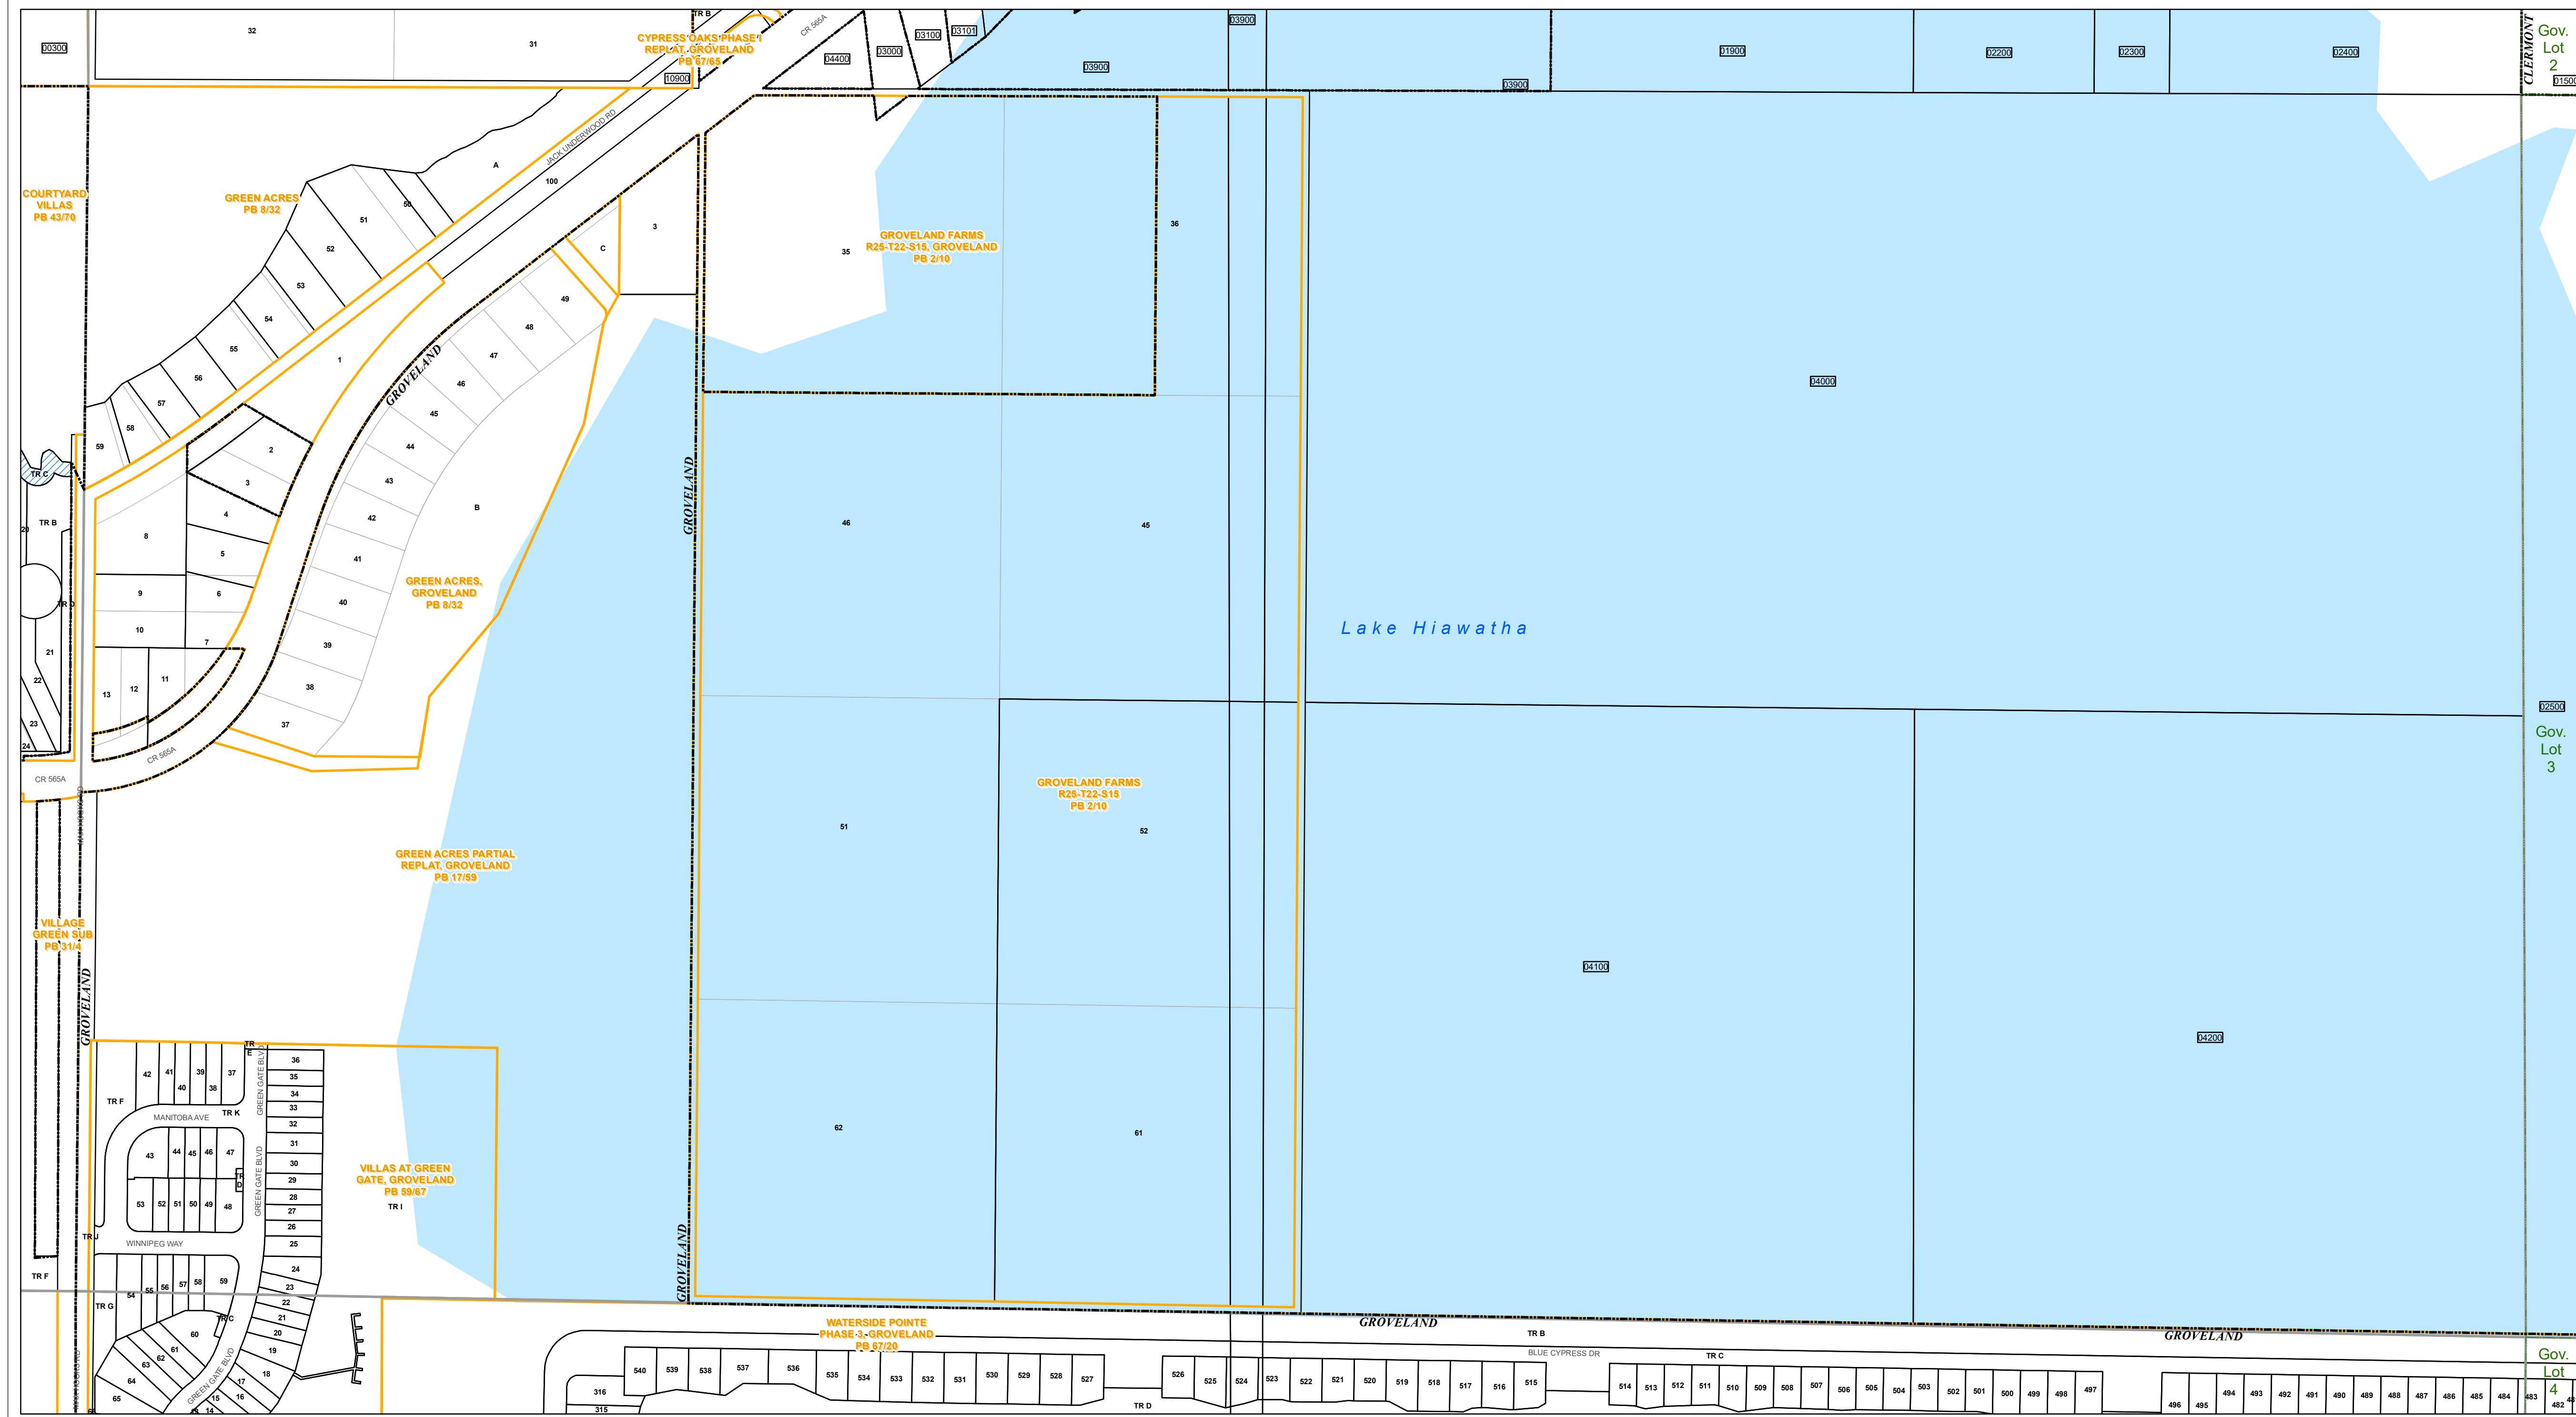 32
31
TR B
CYPRESS OAKS PHASE I
REPLAT, GROVELAND
PB 67/65
10900
00300
CR 565A
04400
03000
03100
03101
03900
03900
03900
01900
02200
02300
02400
CLERMONT
Gov.
Lot
2
COURTYARD
VILLAS
PB 43/70
GREEN ACRES
PB 8/32
JACK UNDERWOOD RD
A
100
50
51
52
53
54
55
56
57
58
59
1
C
3
35
GROVELAND FARMS
R25-T22-S15, GROVELAND
PB 2/10
36
04000
GROVELAND
49
48
47
46
45
44
43
42
41
40
39
38
37
B
2
3
4
5
6
7
8
9
10
11
12
13
TR C
TR B
20
TR D
21
22
23
24
GREEN ACRES,
GROVELAND
PB 8/32
GROVELAND
46
45
Lake Hiawatha
02500
Gov.
Lot
3
CR 565A
CR 565A
GROVELAND FARMS
R25-T22-S15
PB 2/10
51
52
GREEN ACRES PARTIAL
REPLAT, GROVELAND
PB 17/59
VILLAGE
GREEN SUB
PB 31/4
GROVELAND
04100
04200
TR
E
42
41
40
39
38
37
36
35
34
33
32
31
30
29
28
27
26
25
24
23
22
21
20
19
18
17
16
15
14
TR F
MANITOBA AVE
TR K
GREEN GATE BLVD
GREEN GATE BLVD
43
44
45
46
47
TR
D
53
52
51
50
49
48
VILLAS AT GREEN
GATE, GROVELAND
PB 59/67
TR I
62
61
TR J
WINNIPEG WAY
TR F
TR G
54
55
56
57
58
59
TR C
60
61
62
63
64
65
GREEN GATE BLVD
GROVELAND
WATERSIDE POINTE
PHASE 3, GROVELAND
PB 67/20
GROVELAND
TR B
GROVELAND
BLUE CYPRESS DR
TR C
Gov.
Lot
4
316
315
540
539
538
537
536
535
534
533
532
531
530
529
528
527
TR D
526
525
524
523
522
521
520
519
518
517
516
515
514
513
512
511
510
509
508
507
506
505
504
503
502
501
500
499
498
497
496
495
494
493
492
491
490
489
488
487
486
485
484
483
482